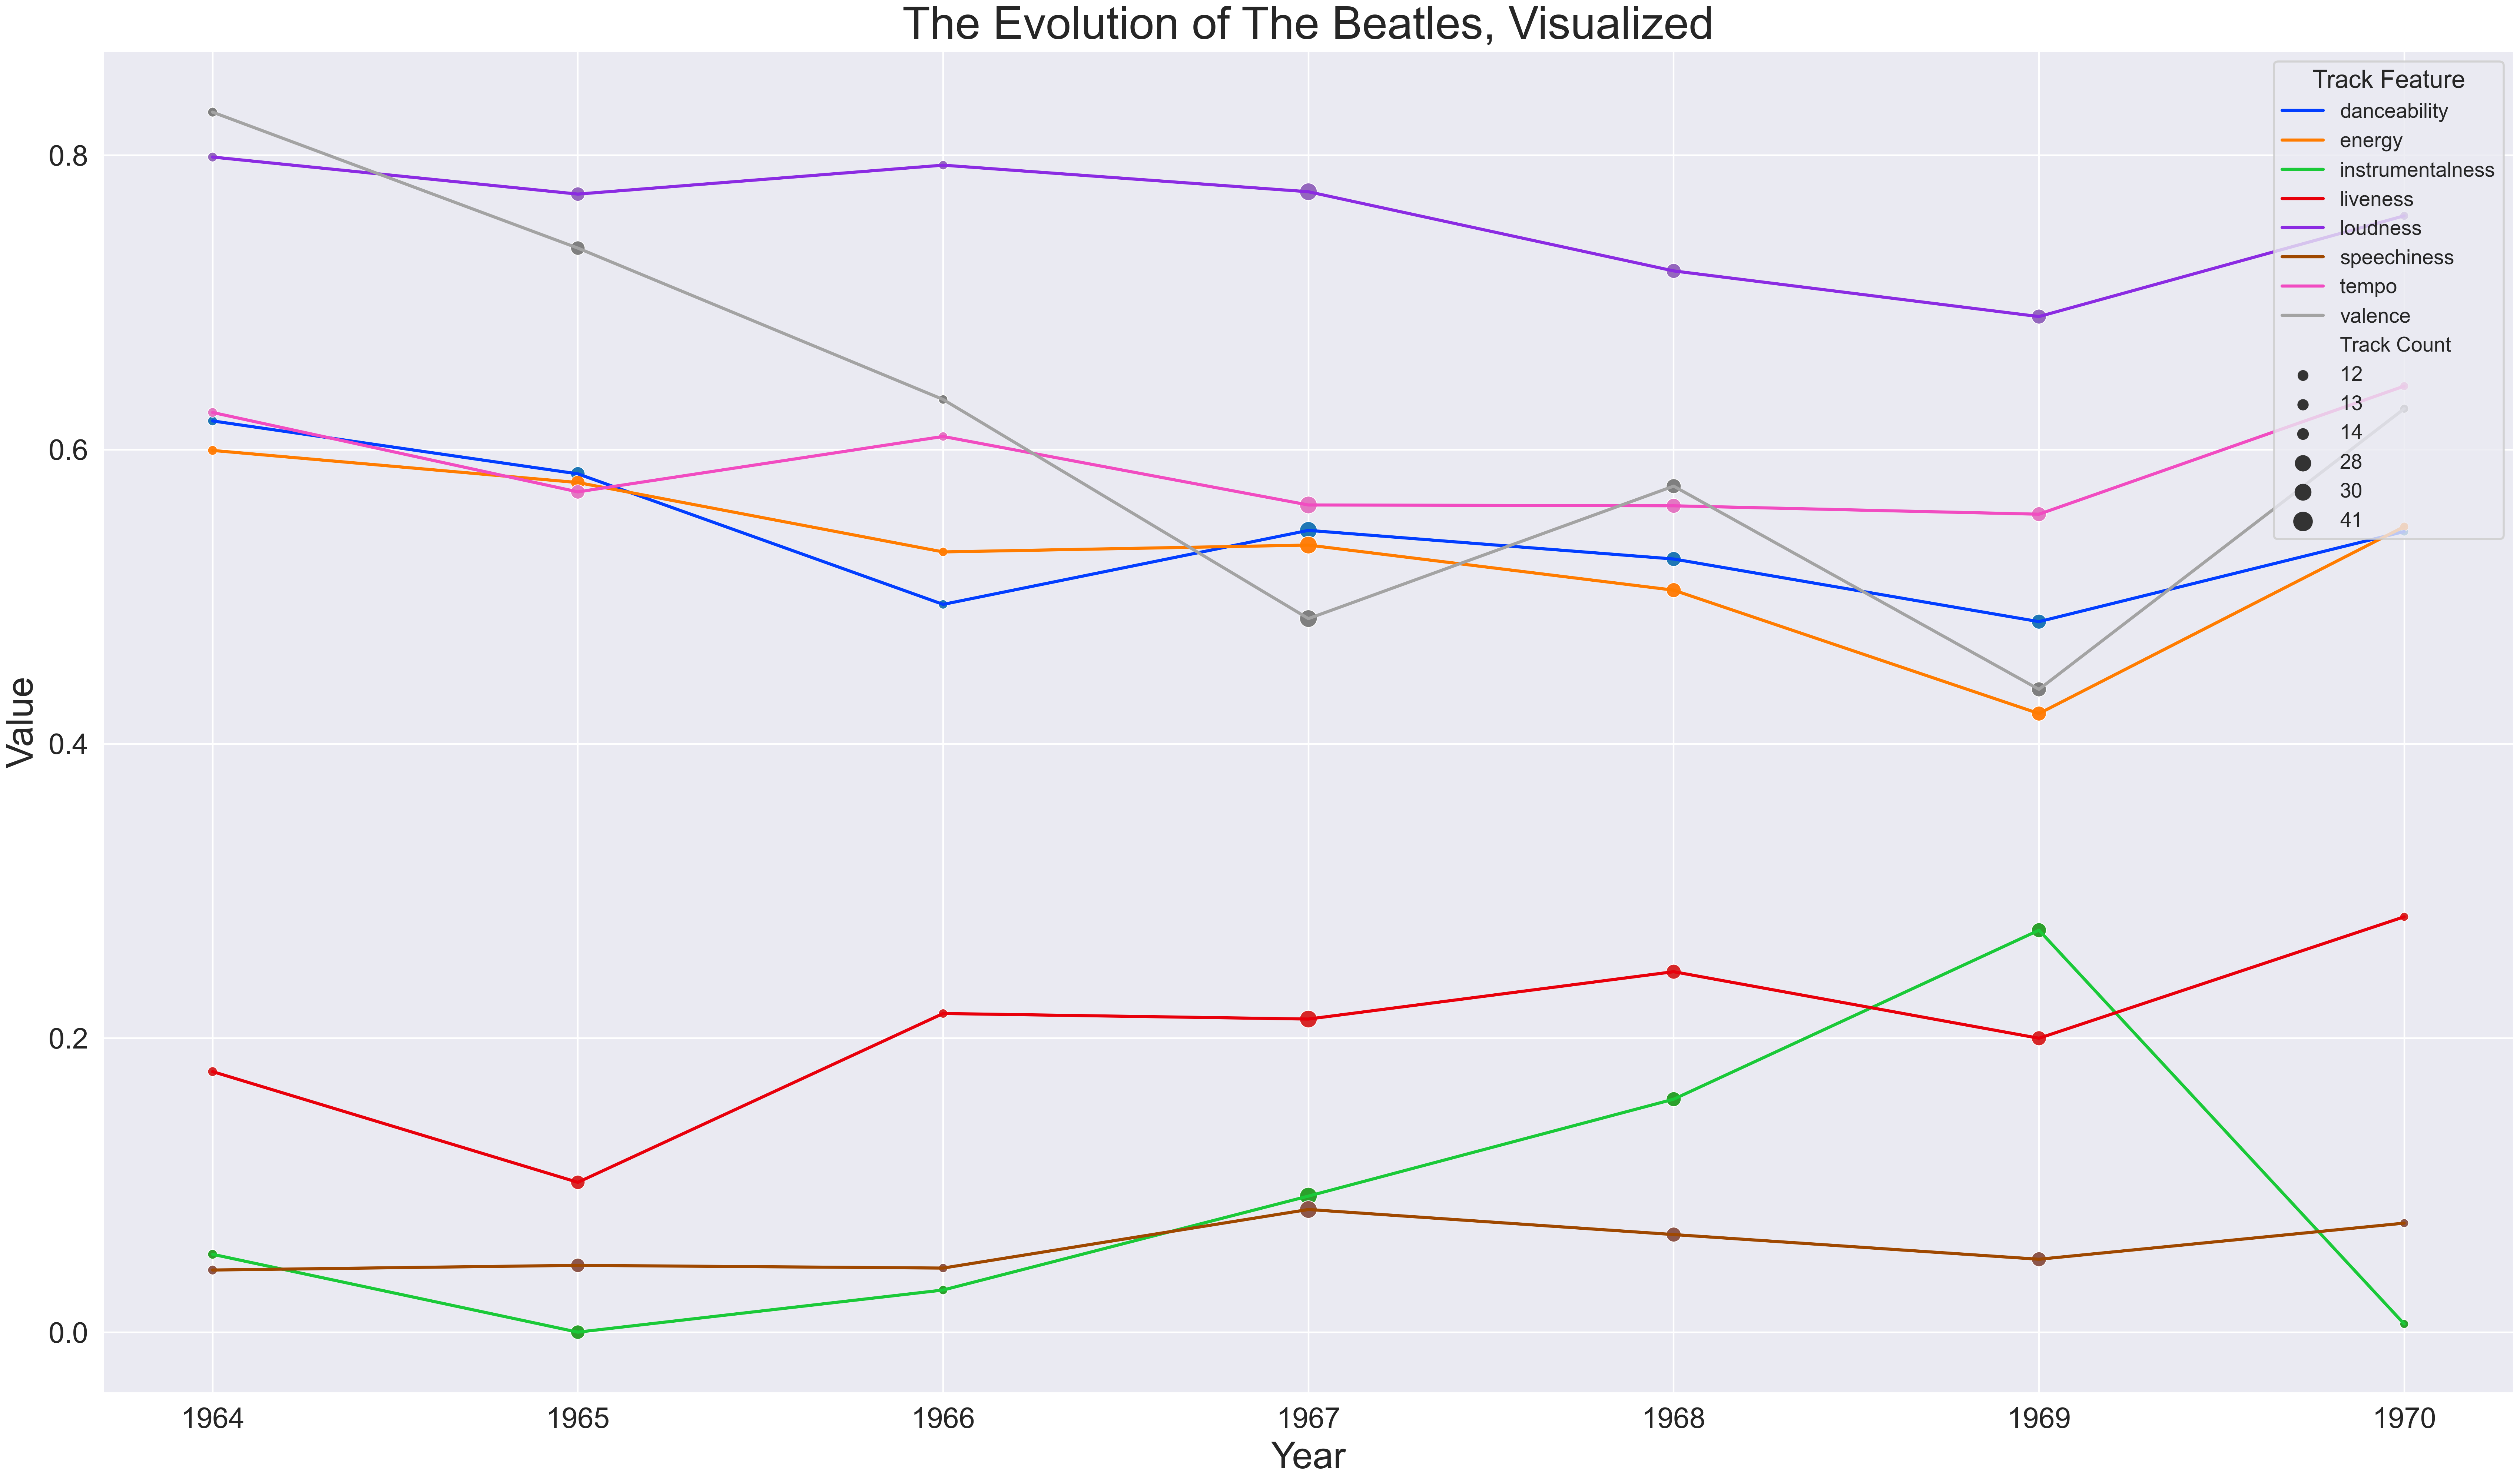 The Evolution of The Beatles, Visualized
Track Feature
danceability
energy
instrumentalness
liveness
loudness
speechiness
tempo
valence
Track Count
12
13
14
28
30
41
Value
0.8
0.6
0.4
0.2
0.0
1964 1965 1966 1967 1968 1969 1970
Year